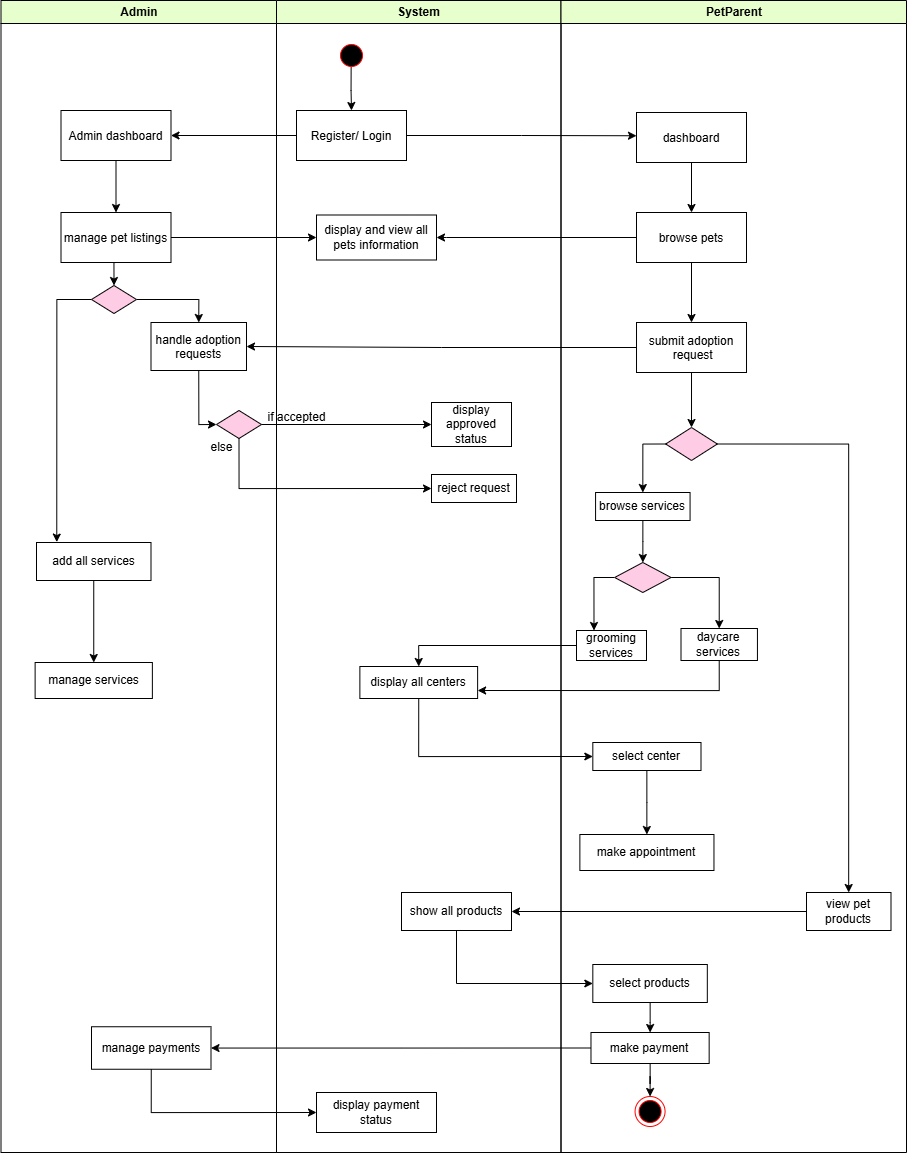 Admin
System
PetParent
Admin dashboard
Register/ Login
dashboard
manage pet listings
display and view all
pets information
browse pets
handle adoption
requests
submit adoption
request
if accepted
display
approved
status
else
reject request
browse services
add all services
grooming
services
daycare
services
manage services
display all centers
select center
make appointment
show all products
view pet
products
select products
manage payments
make payment
display payment
status